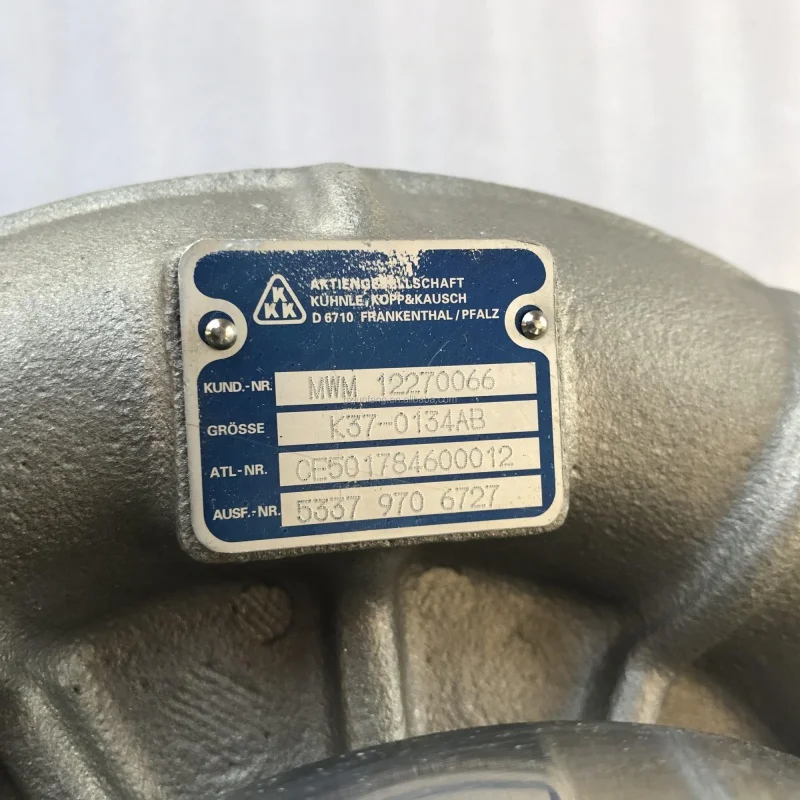 K
KK
AKTIENGESELLSCHAFT
KÜHNLE, KOPP&KAUSCH
D 6710 FRANKENTHAL/PFALZ
KUND.-NR. MWM 12270066
GRÖSSE K37-0134AB
ATL-NR. CE501784600012
AUSF.-NR. 5337 970 6727